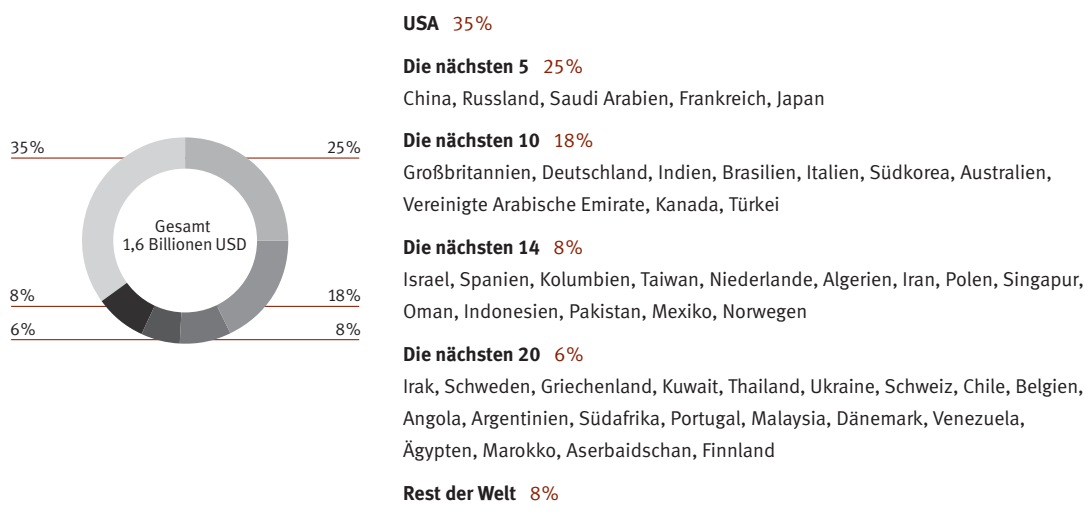 35%
25%
Gesamt
1,6 Billionen USD
8%
18%
6%
8%
USA 35%
Die nächsten 5 25%
China, Russland, Saudi Arabien, Frankreich, Japan
Die nächsten 10 18%
Großbritannien, Deutschland, Indien, Brasilien, Italien, Südkorea, Australien,
Vereinigte Arabische Emirate, Kanada, Türkei
Die nächsten 14 8%
Israel, Spanien, Kolumbien, Taiwan, Niederlande, Algerien, Iran, Polen, Singapur,
Oman, Indonesien, Pakistan, Mexiko, Norwegen
Die nächsten 20 6%
Irak, Schweden, Griechenland, Kuwait, Thailand, Ukraine, Schweiz, Chile, Belgien,
Angola, Argentinien, Südafrika, Portugal, Malaysia, Dänemark, Venezuela,
Ägypten, Marokko, Aserbaidschan, Finnland
Rest der Welt 8%